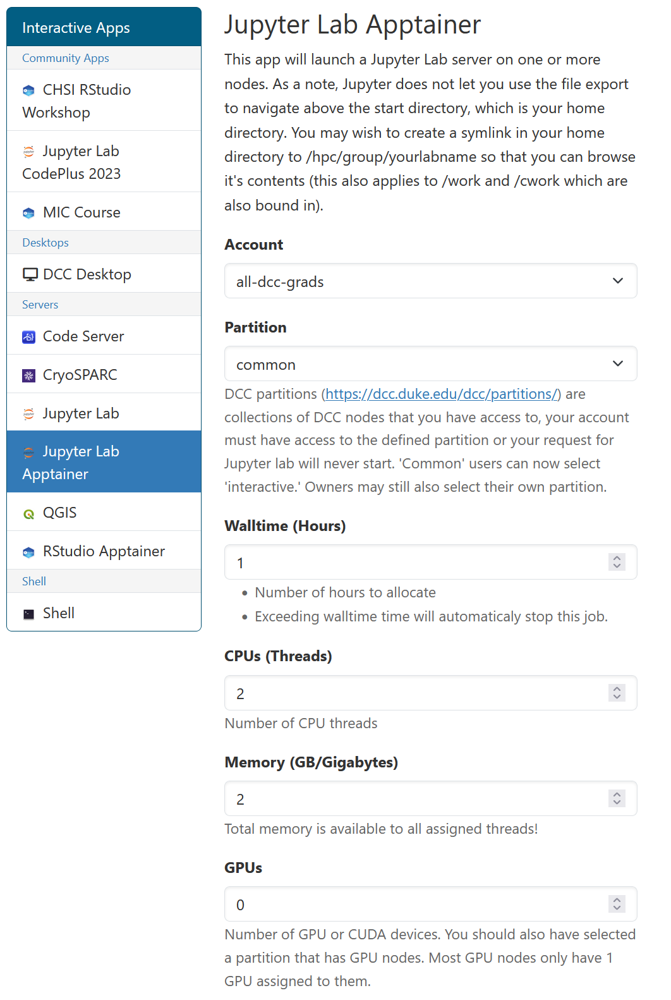 Interactive Apps
Community Apps
CHSI RStudio
Workshop
Jupyter Lab
CodePlus 2023
MIC Course
Desktops
DCC Desktop
Servers
Code Server
CryoSPARC
Jupyter Lab
Jupyter Lab
Apptainer
QGIS
RStudio Apptainer
Shell
Shell
Jupyter Lab Apptainer
This app will launch a Jupyter Lab server on one or more
nodes. As a note, Jupyter does not let you use the file export
to navigate above the start directory, which is your home
directory. You may wish to create a symlink in your home
directory to /hpc/group/yourlabname so that you can browse
it's contents (this also applies to /work and /cwork which are
also bound in).
Account
all-dcc-grads
Partition
common
DCC partitions (https://dcc.duke.edu/dcc/partitions/) are
collections of DCC nodes that you have access to, your account
must have access to the defined partition or your request for
Jupyter lab will never start. 'Common' users can now select
'interactive.' Owners may still also select their own partition.
Walltime (Hours)
1
• Number of hours to allocate
• Exceeding walltime time will automaticaly stop this job.
CPUs (Threads)
2
Number of CPU threads
Memory (GB/Gigabytes)
2
Total memory is available to all assigned threads!
GPUs
0
Number of GPU or CUDA devices. You should also have selected
a partition that has GPU nodes. Most GPU nodes only have 1
GPU assigned to them.